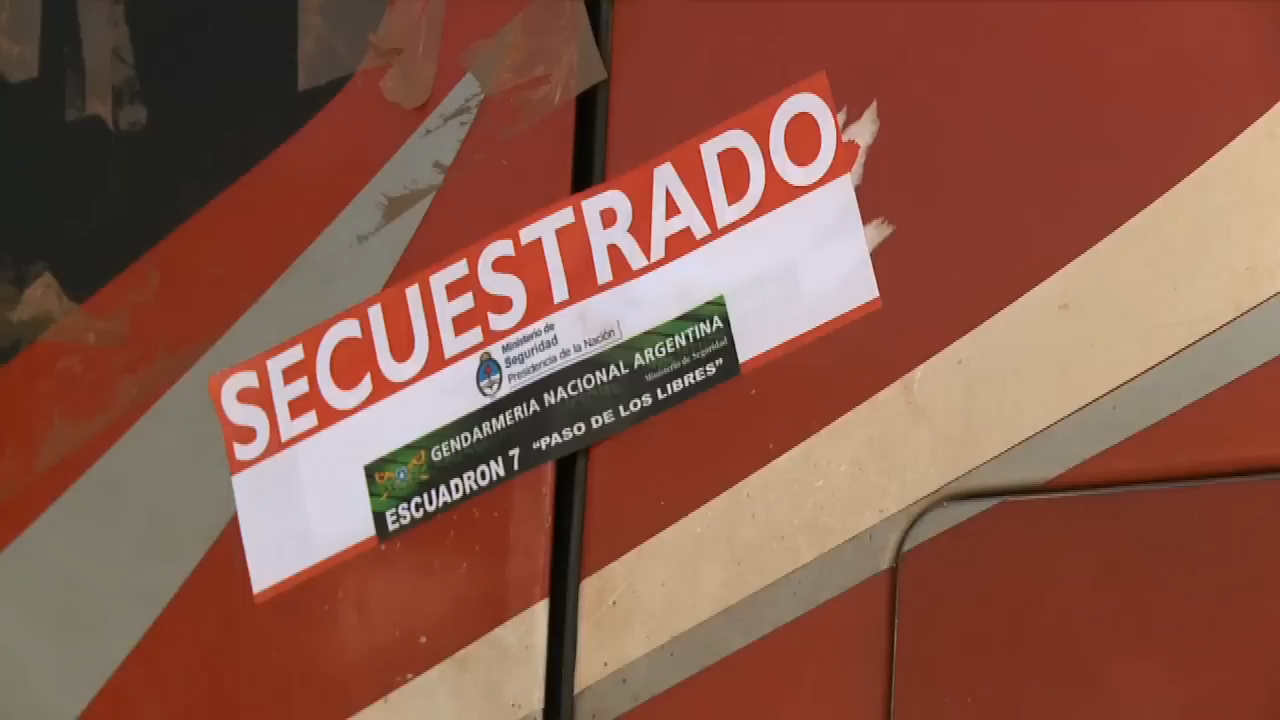 SECUESTRADO
Ministerio de
Seguridad
Presidencia de la Nación
GENDARMERIA NACIONAL ARGENTINA
Ministerio de Seguridad
ESCUADRON 7 "PASO DE LOS LIBRES"